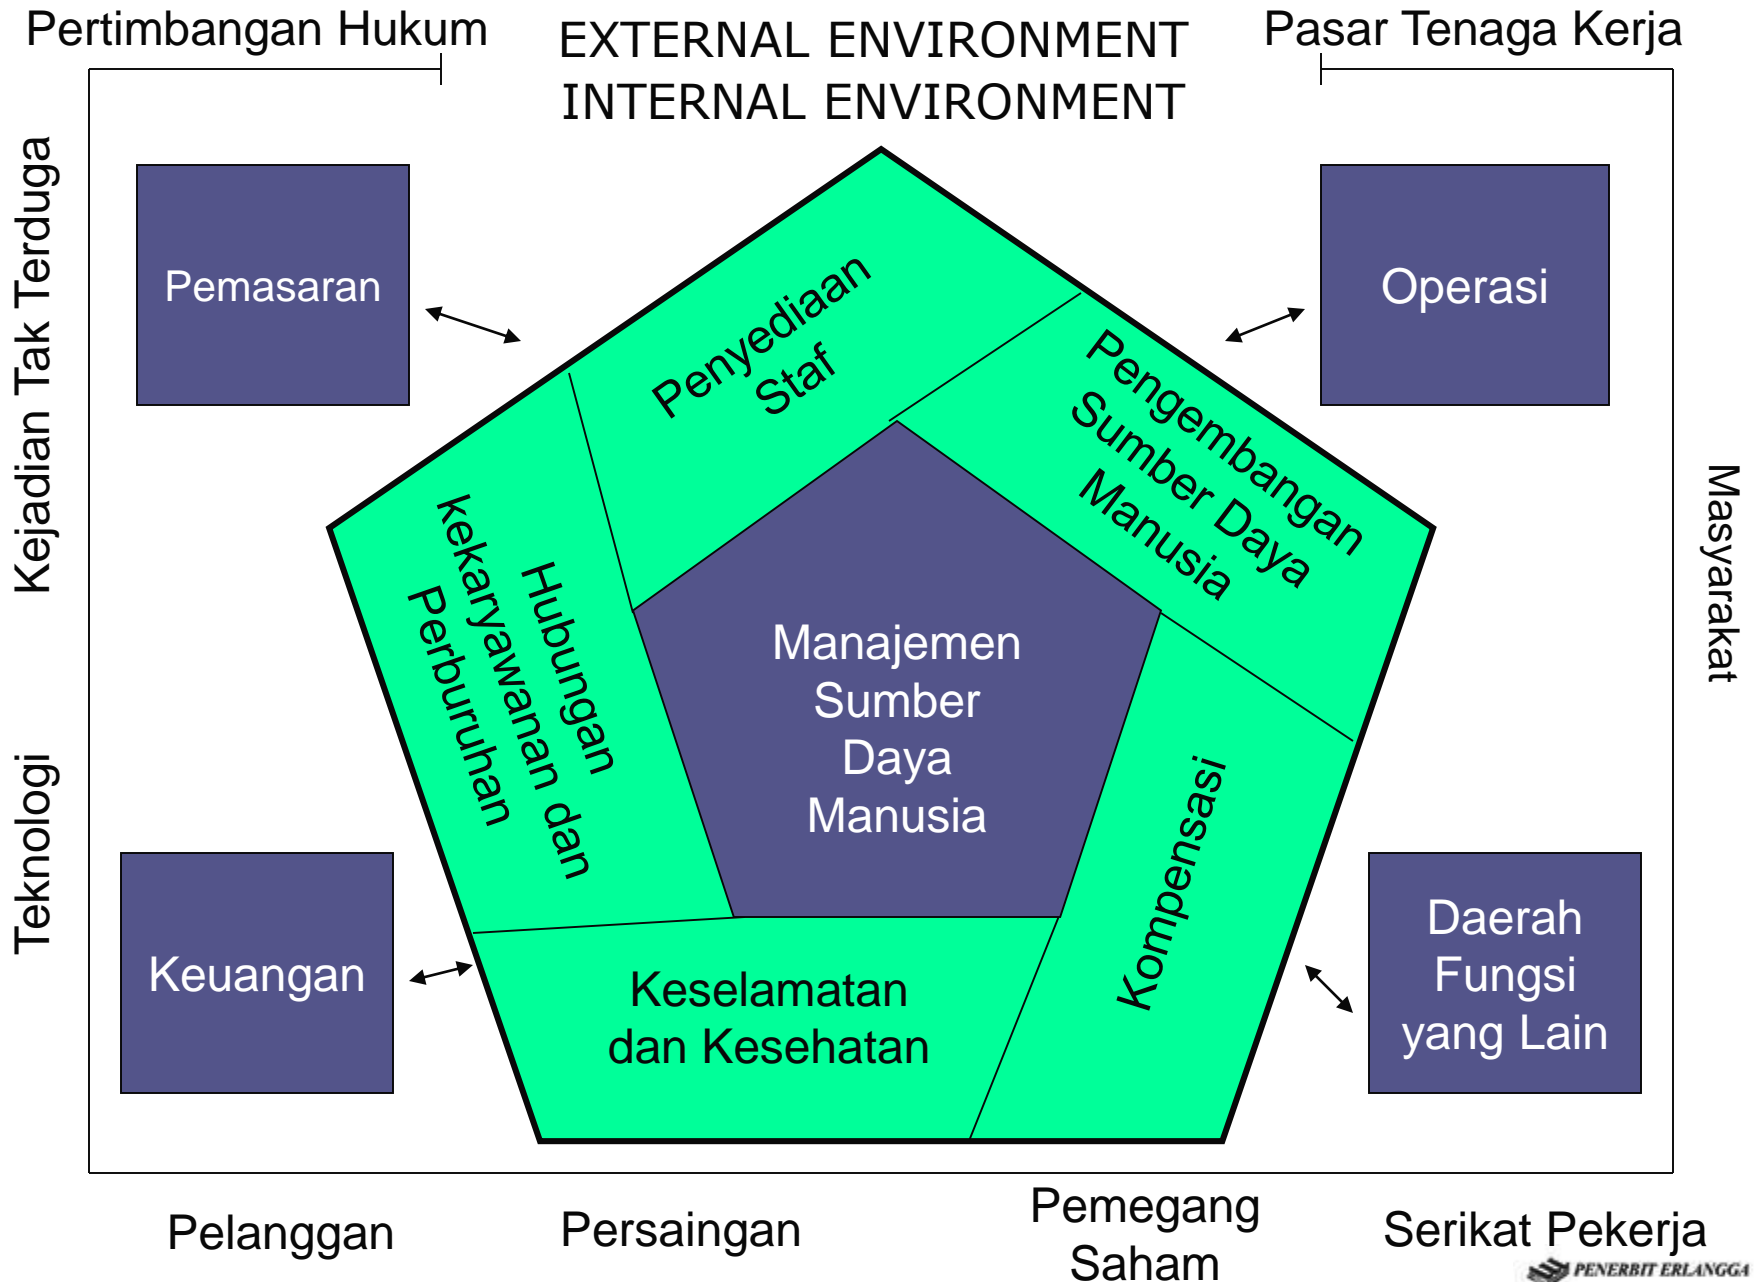 Pertimbangan Hukum
EXTERNAL ENVIRONMENT
INTERNAL ENVIRONMENT
Pasar Tenaga Kerja
Kejadian Tak Terduga
Teknologi
Pemasaran
Operasi
Penyediaan
Staf
Pengembangan
Sumber Daya
Manusia
Hubungan
kekaryawanan dan
Perburuhan
Manajemen
Sumber
Daya
Manusia
Kompensasi
Masyarakat
Keuangan
Keselamatan
dan Kesehatan
Daerah
Fungsi
yang Lain
Pelanggan
Persaingan
Pemegang
Saham
Serikat Pekerja
PENERBIT ERLANGGA